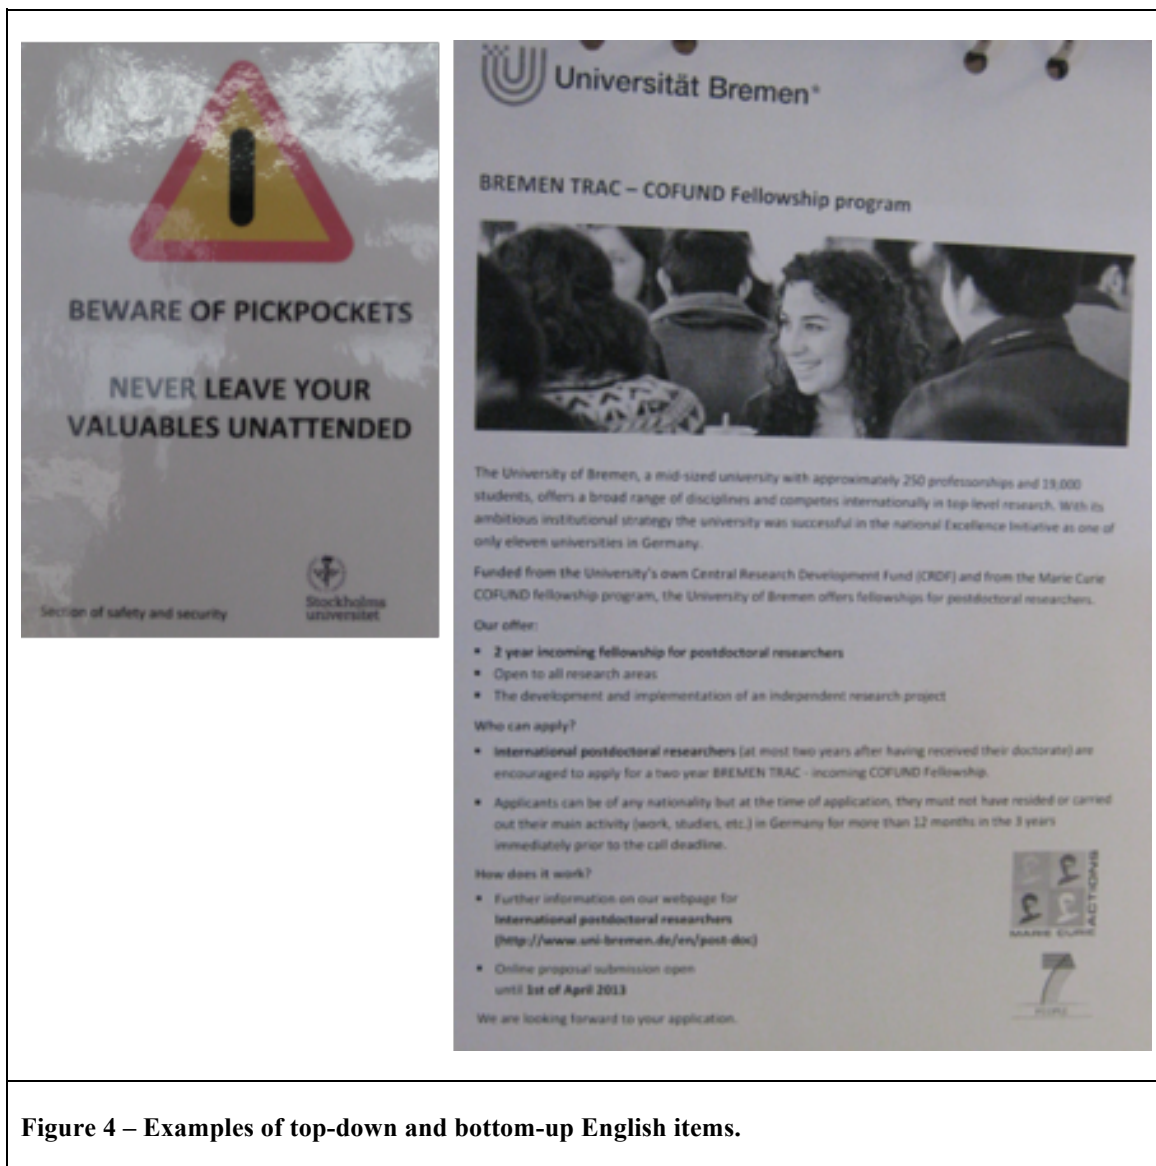 BEWARE OF PICKPOCKETS
NEVER LEAVE YOUR
VALUABLES UNATTENDED
Section of safety and security
Stockholms
universitet
Universität Bremen*
BREMEN TRAC – COFUND Fellowship program
The University of Bremen, a mid-sized university with approximately 250 professorships and 19,000
students, offers a broad range of disciplines and competes internationally in top-level research. With its
ambitious institutional strategy the university was successful in the national Excellence Initiative as one of
only eleven universities in Germany.
Funded from the University's own Central Research Development Fund (CRDF) and from the Marie Curie
COFUND fellowship program, the University of Bremen offers fellowships for postdoctoral researchers.
Our offer:
▪ 2 year incoming fellowship for postdoctoral researchers
▪ Open to all research areas
▪ The development and implementation of an independent research project
Who can apply?
▪ International postdoctoral researchers (at most two years after having received their doctorate) are
encouraged to apply for a two year BREMEN TRAC - incoming COFUND Fellowship.
▪ Applicants can be of any nationality but at the time of application, they must not have resided or carried
out their main activity (work, studies, etc.) in Germany for more than 12 months in the 3 years
immediately prior to the call deadline.
How does it work?
▪ Further information on our webpage for
International postdoctoral researchers
(http://www.uni-bremen.de/en/post-doc)
▪ Online proposal submission open
until 1st of April 2013
We are looking forward to your application.
MARIE CURIE
ACTIONS
7
PEOPLE
Figure 4 – Examples of top-down and bottom-up English items.